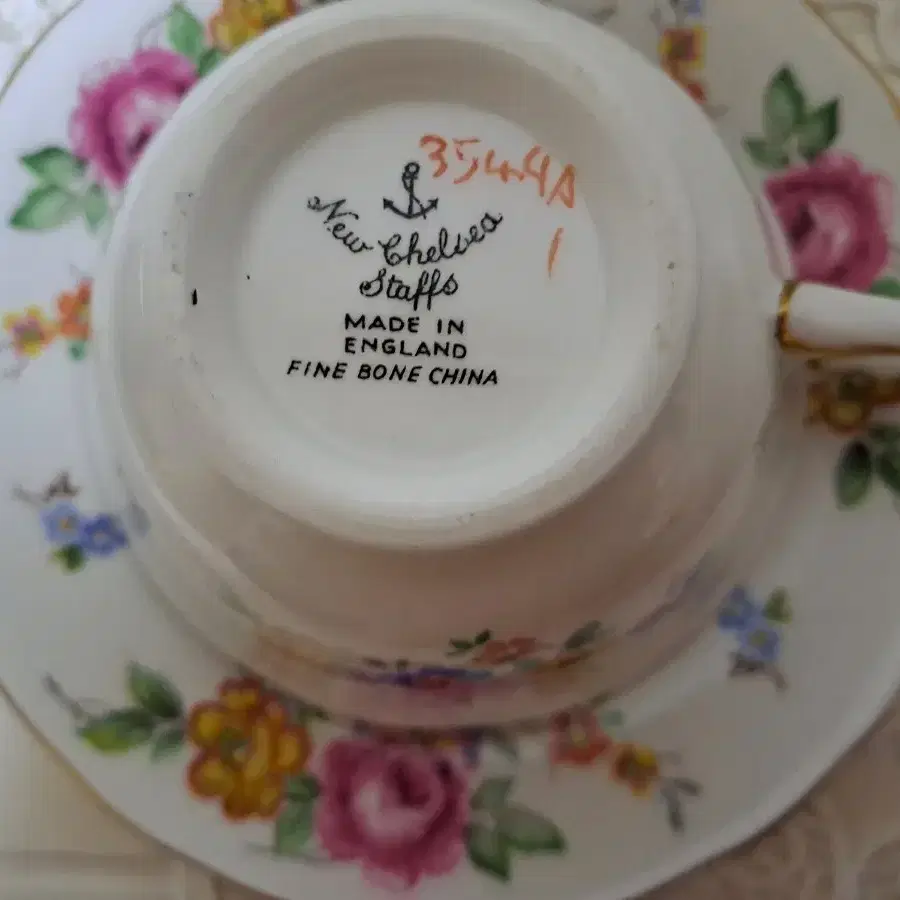 3544A
1
New Chelsea
Staffs
MADE IN
ENGLAND
FINE BONE CHINA